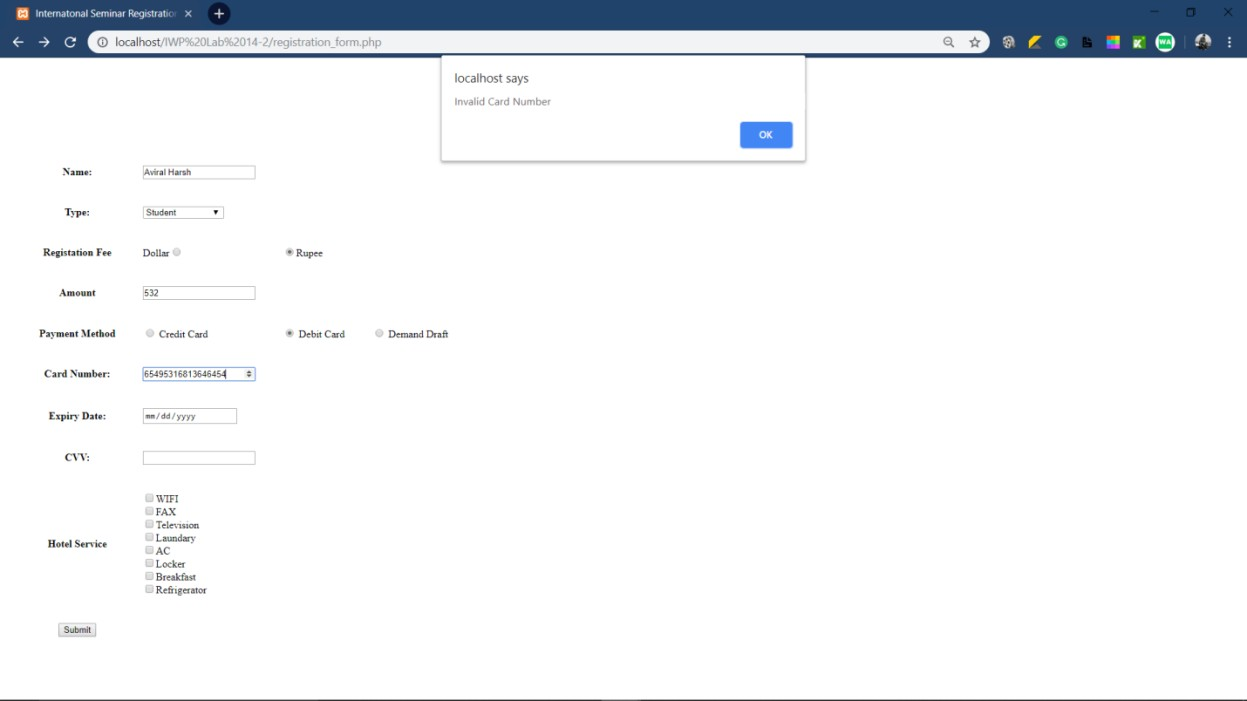 Internatonal Seminar Registration
localhost/IWP%20Lab%2014-2/registration_form.php
WA
localhost says
Invalid Card Number
OK
Name: Aviral Harsh
Type: Student
Registation Fee Dollar Rupee
Amount 532
Payment Method Credit Card Debit Card Demand Draft
Card Number: 65495316813646454
Expiry Date: mm/dd/yyyy
CVV:
WIFI
FAX
Television
Laundary
Hotel Service
AC
Locker
Breakfast
Refrigerator
Submit